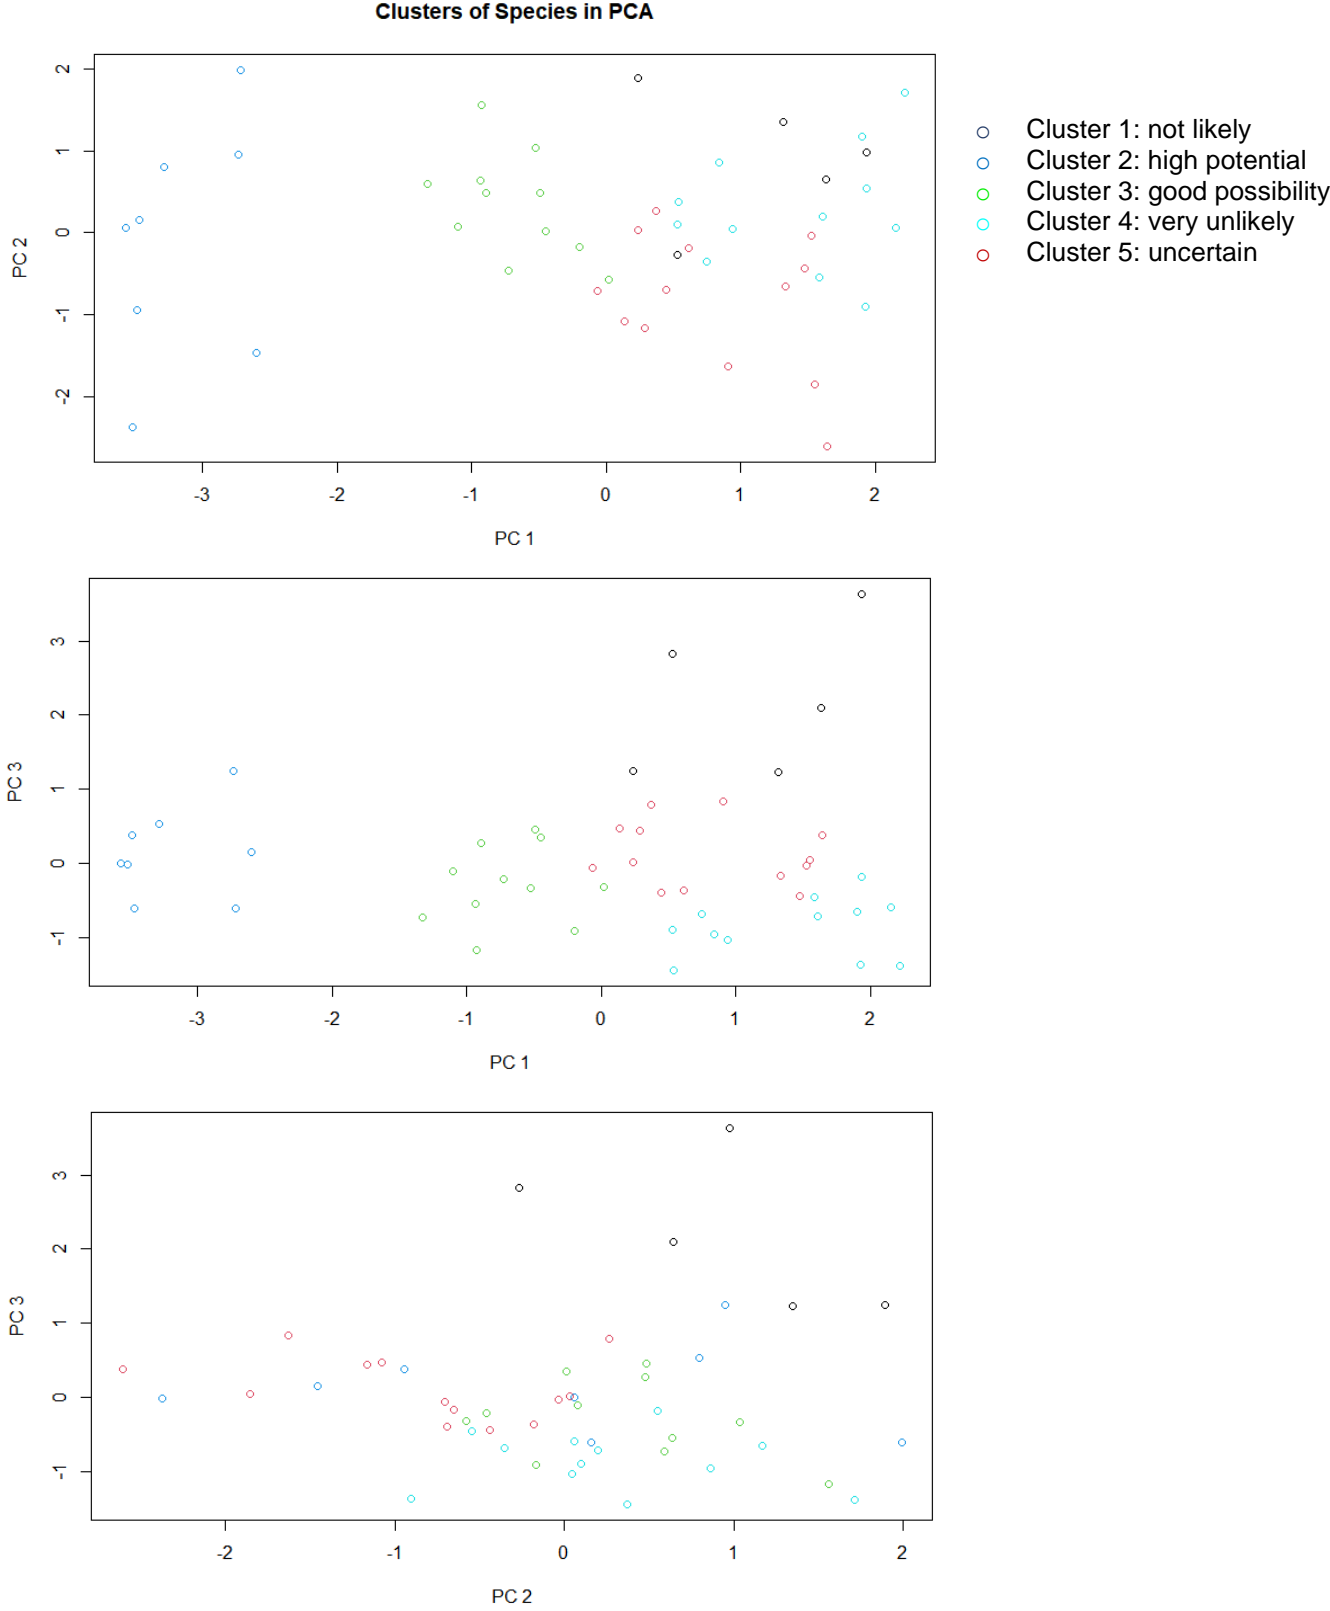 Clusters of Species in PCA
2
1
0
-1
-2
PC 2
-3
-2
-1
0
1
2
PC 1
Cluster 1: not likely
Cluster 2: high potential
Cluster 3: good possibility
Cluster 4: very unlikely
Cluster 5: uncertain
3
2
1
0
-1
PC 3
-3
-2
-1
0
1
2
PC 1
3
2
1
0
-1
PC 3
-2
-1
0
1
2
PC 2